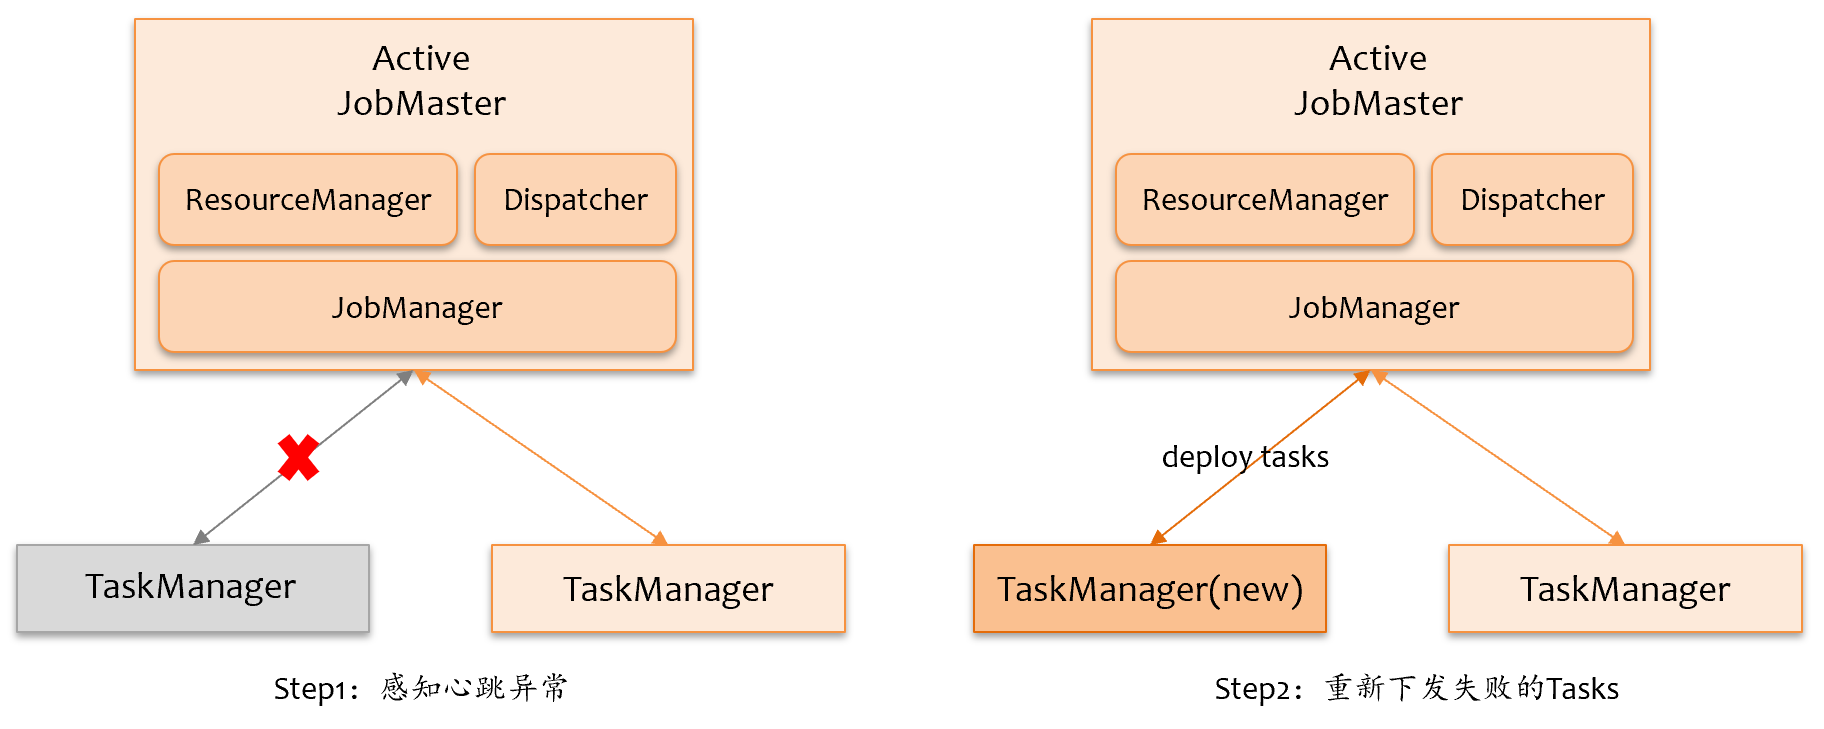 Active
JobMaster
ResourceManager
Dispatcher
JobManager
TaskManager
TaskManager
Step1：感知心跳异常
Active
JobMaster
ResourceManager
Dispatcher
JobManager
deploy tasks
TaskManager(new)
TaskManager
Step2：重新下发失败的Tasks